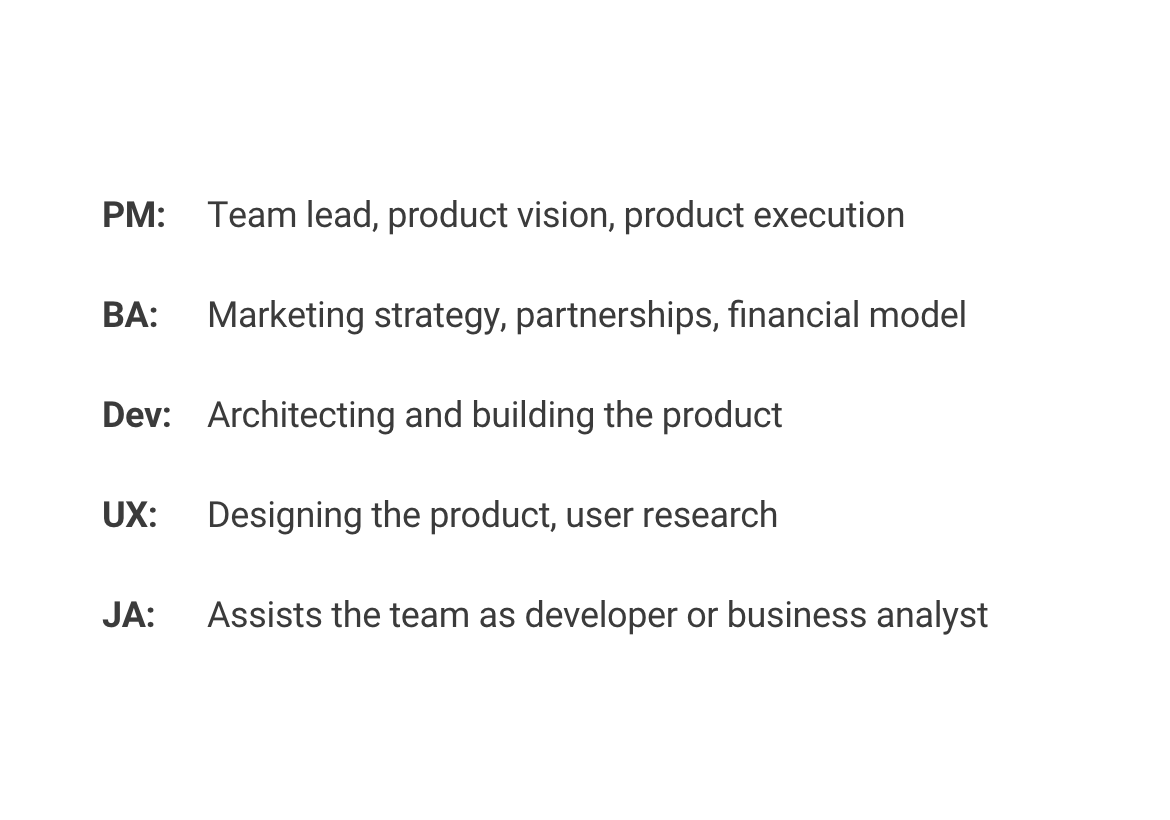 PM: Team lead, product vision, product execution
BA: Marketing strategy, partnerships, financial model
Dev: Architecting and building the product
UX: Designing the product, user research
JA: Assists the team as developer or business analyst